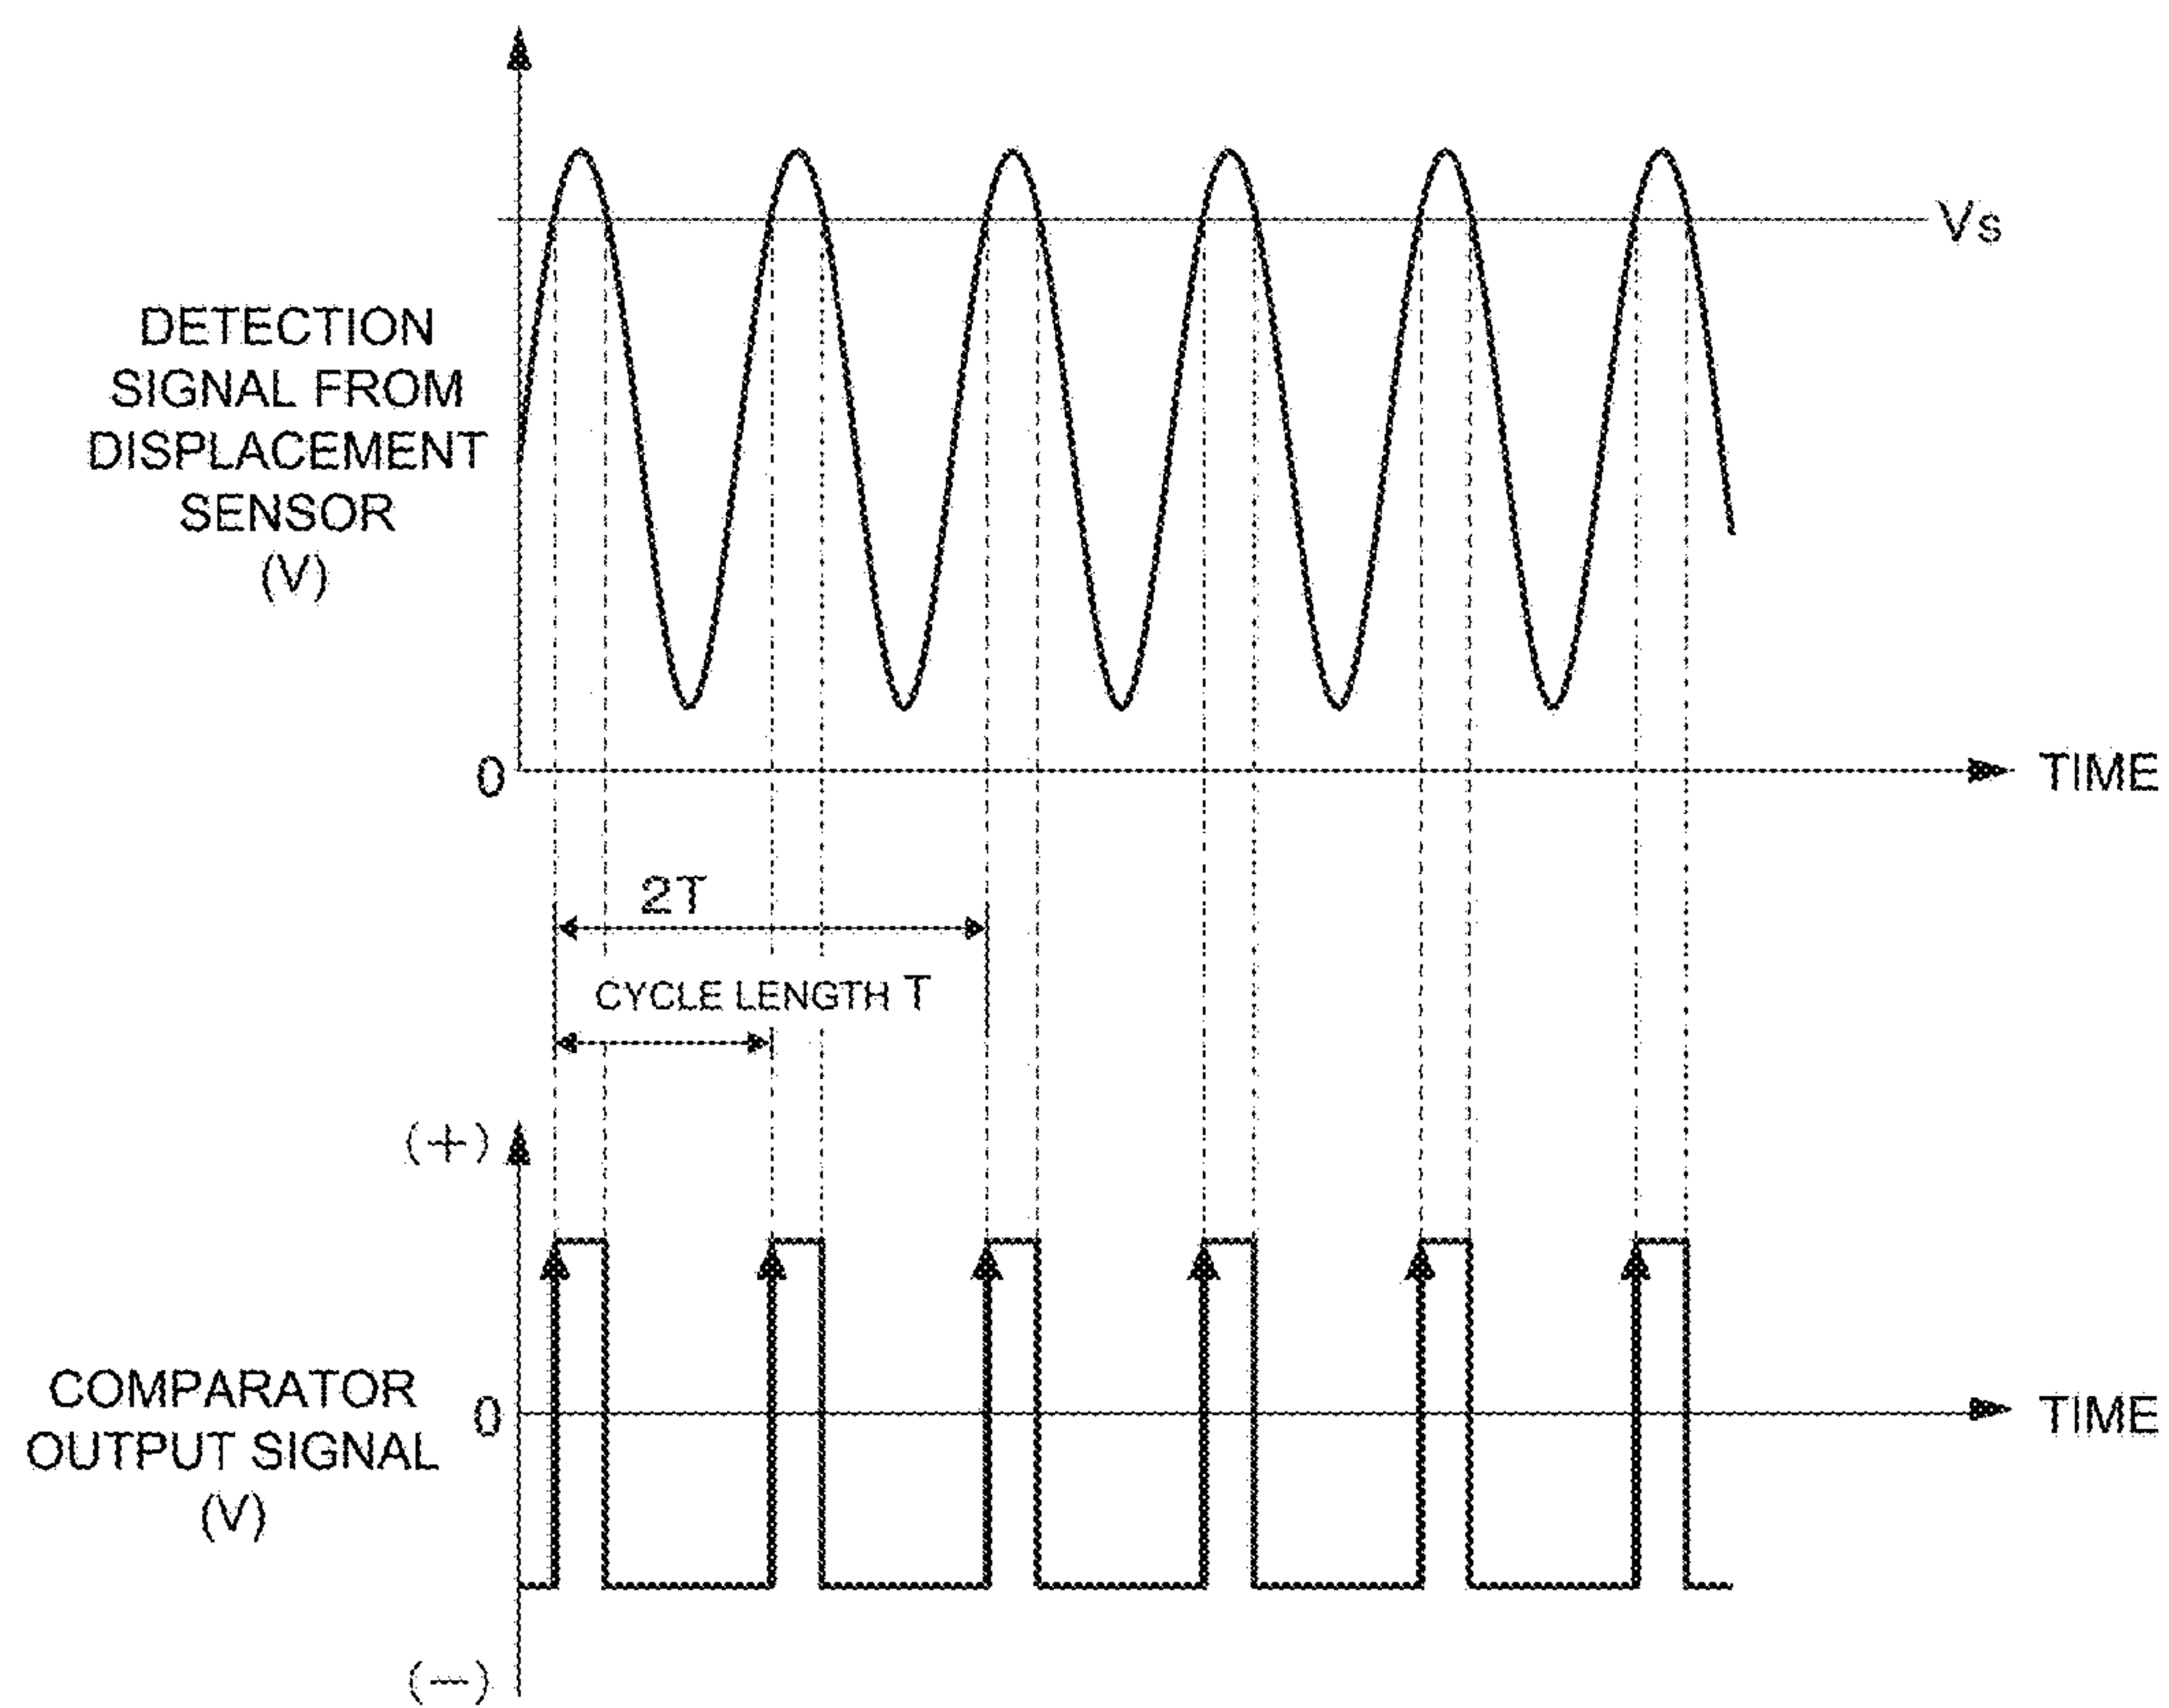 Vs
DETECTION
SIGNAL FROM
DISPLACEMENT
SENSOR
(V)
0
TIME
2T
CYCLE LENGTH T
(+)
COMPARATOR
OUTPUT SIGNAL
(V)
0
TIME
(—)